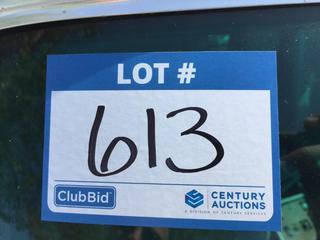 LOT #
613
ClubBid
CENTURY
AUCTIONS
A DIVISION OF CENTURY SERVICES